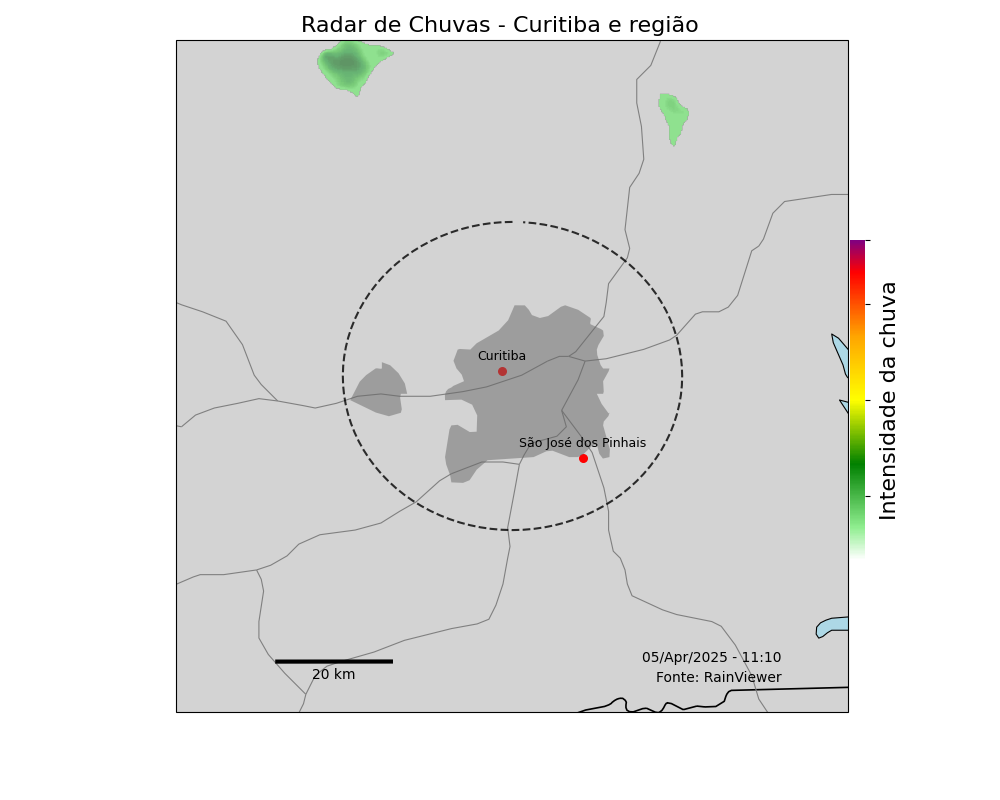 Radar de Chuvas - Curitiba e região
Curitiba
São José dos Pinhais
Intensidade da chuva
20 km
05/Apr/2025 - 11:10
Fonte: RainViewer